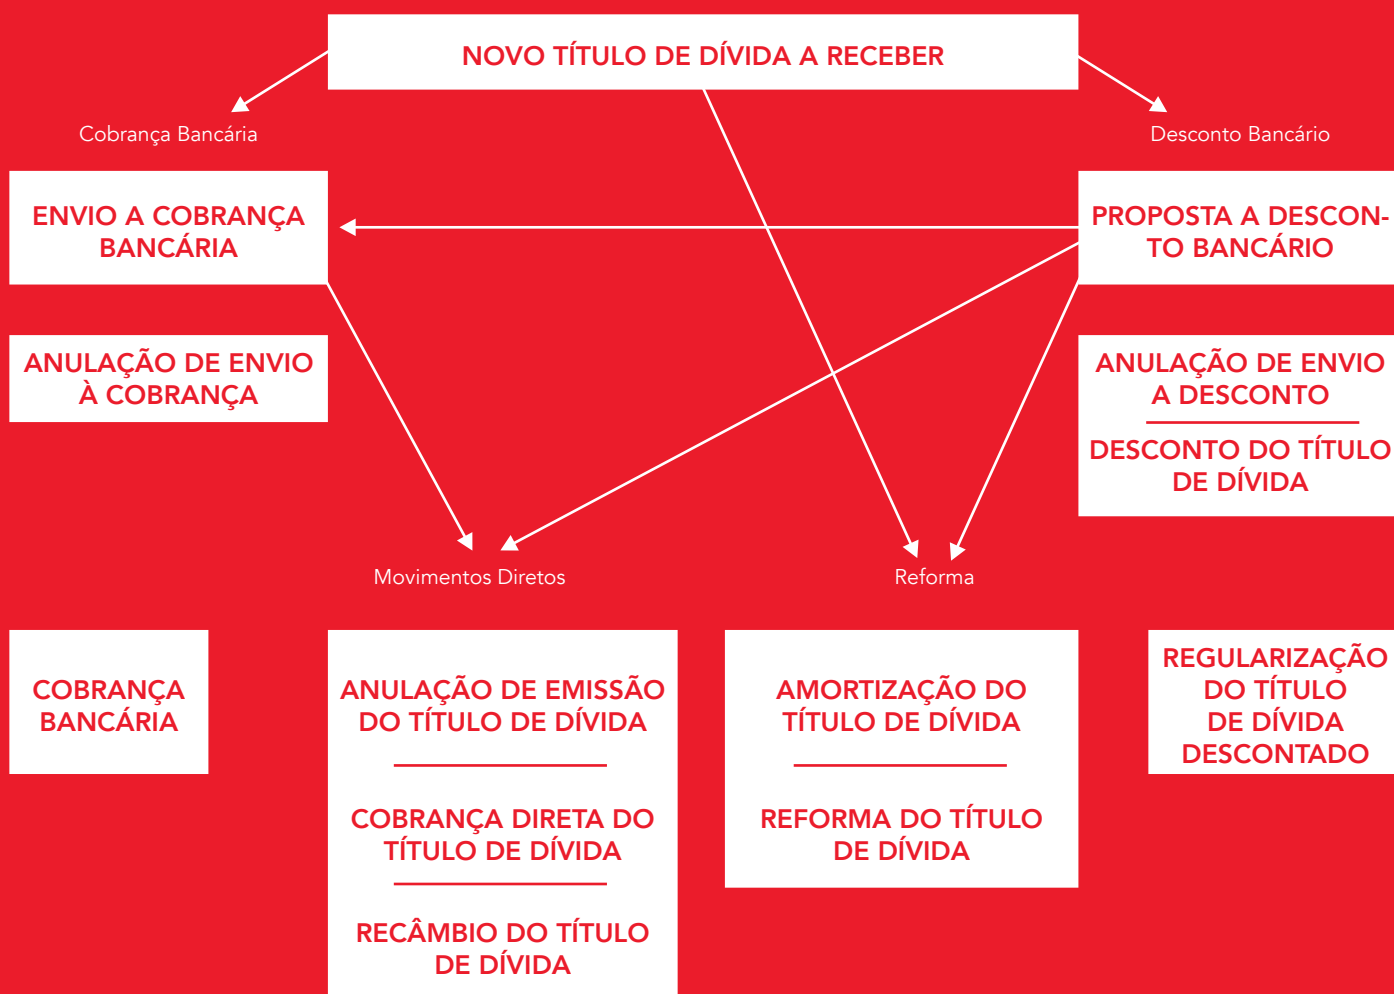 NOVO TÍTULO DE DÍVIDA A RECEBER
Cobrança Bancária
Desconto Bancário
ENVIO A COBRANÇA
BANCÁRIA
PROPOSTA A DESCON-
TO BANCÁRIO
ANULAÇÃO DE ENVIO
À COBRANÇA
ANULAÇÃO DE ENVIO
A DESCONTO
DESCONTO DO TÍTULO
DE DÍVIDA
Movimentos Diretos
Reforma
COBRANÇA
BANCÁRIA
ANULAÇÃO DE EMISSÃO
DO TÍTULO DE DÍVIDA
COBRANÇA DIRETA DO
TÍTULO DE DÍVIDA
RECÂMBIO DO TÍTULO
DE DÍVIDA
AMORTIZAÇÃO DO
TÍTULO DE DÍVIDA
REFORMA DO TÍTULO
DE DÍVIDA
REGULARIZAÇÃO
DO TÍTULO
DE DÍVIDA
DESCONTADO